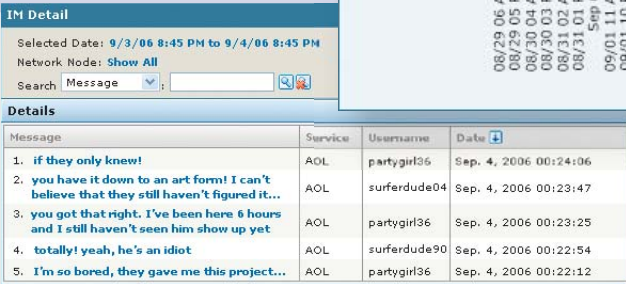 IM Detail
Selected Date: 9/3/06 8:45 PM to 9/4/06 8:45 PM
Network Node: Show All
Search Message :
Details
Message Service Username Date
1. if they only knew! AOL partygirl36 Sep. 4, 2006 00:24:06
2. you have it down to an art form! I can't
believe that they still haven't figured it... AOL surferdude04 Sep. 4, 2006 00:23:47
3. you got that right. I've been here 6 hours
and I still haven't seen him show up yet AOL partygirl36 Sep. 4, 2006 00:23:25
4. totally! yeah, he's an idiot AOL surferdude90 Sep. 4, 2006 00:22:54
5. I'm so bored, they gave me this project... AOL partygirl36 Sep. 4, 2006 00:22:12
08/29 06
08/29 05
08/30 04
08/30 03
08/31 02
08/31 01
Sep
09/01 11
09/01 10